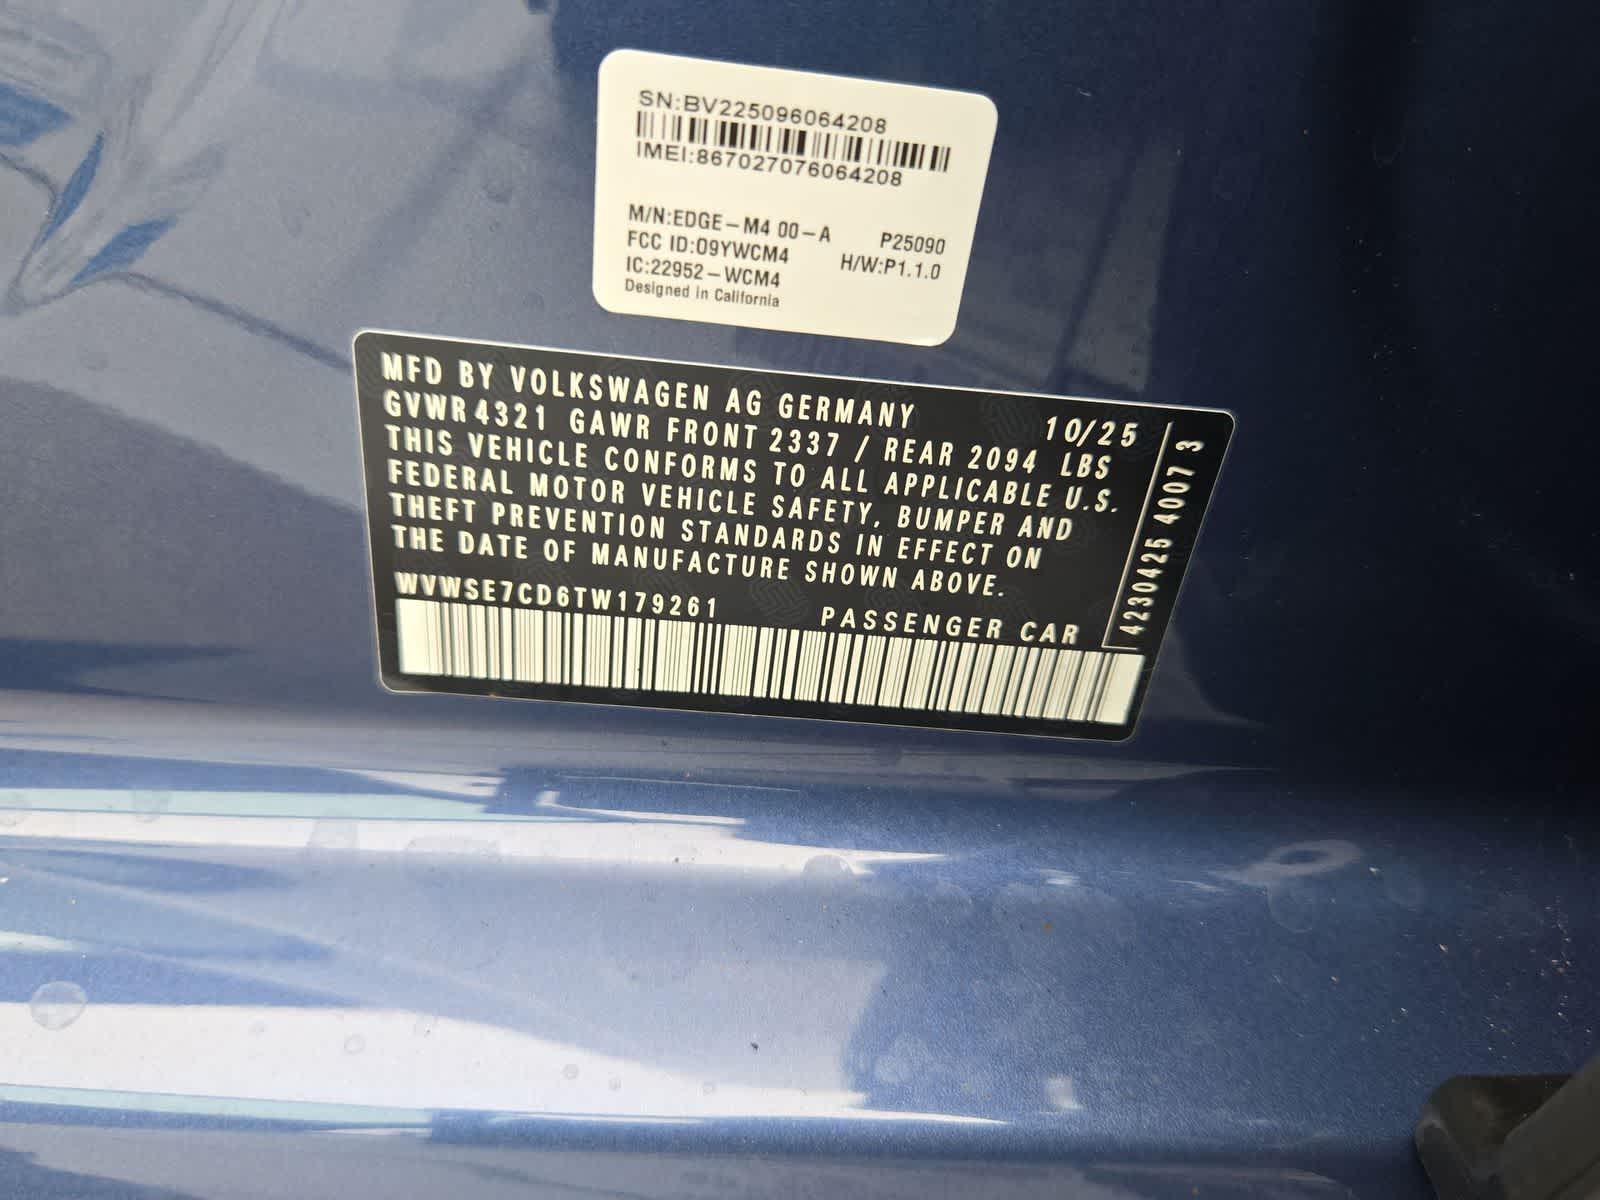 SN:BV225096064208
IMEI:867027076064208
M/N:EDGE-M4 00-A
P25090
FCC ID:O9YWCM4
H/W:P1.1.0
IC:22952-WCM4
Designed in California
MFD BY VOLKSWAGEN AG GERMANY 10/25
GVWR 4321 GAWR FRONT 2337 / REAR 2094 LBS
THIS VEHICLE CONFORMS TO ALL APPLICABLE U.S.
FEDERAL MOTOR VEHICLE SAFETY, BUMPER AND
THEFT PREVENTION STANDARDS IN EFFECT ON
THE DATE OF MANUFACTURE SHOWN ABOVE.
WVWSE7CD6TW179261 PASSENGER CAR
4230425 4007 3